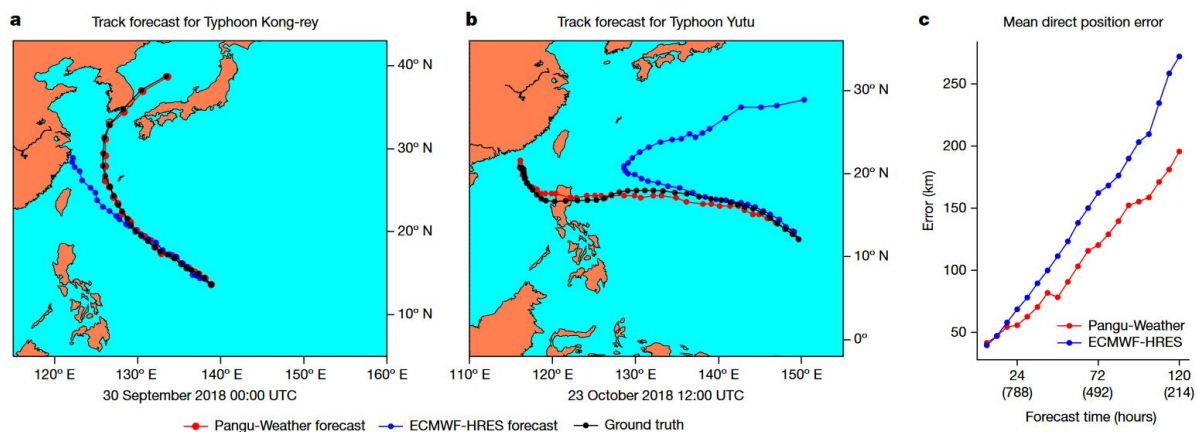 a Track forecast for Typhoon Kong-rey
40° N
30° N
20° N
10° N
120° E 130° E 140° E 150° E 160° E
30 September 2018 00:00 UTC
b Track forecast for Typhoon Yutu
30° N
20° N
10° N
0°
110° E 120° E 130° E 140° E 150° E
23 October 2018 12:00 UTC
Pangu-Weather forecast ECMWF-HRES forecast Ground truth
c Mean direct position error
Error (km)
250
200
150
100
50
Pangu-Weather
ECMWF-HRES
24 72 120
(788) (492) (214)
Forecast time (hours)